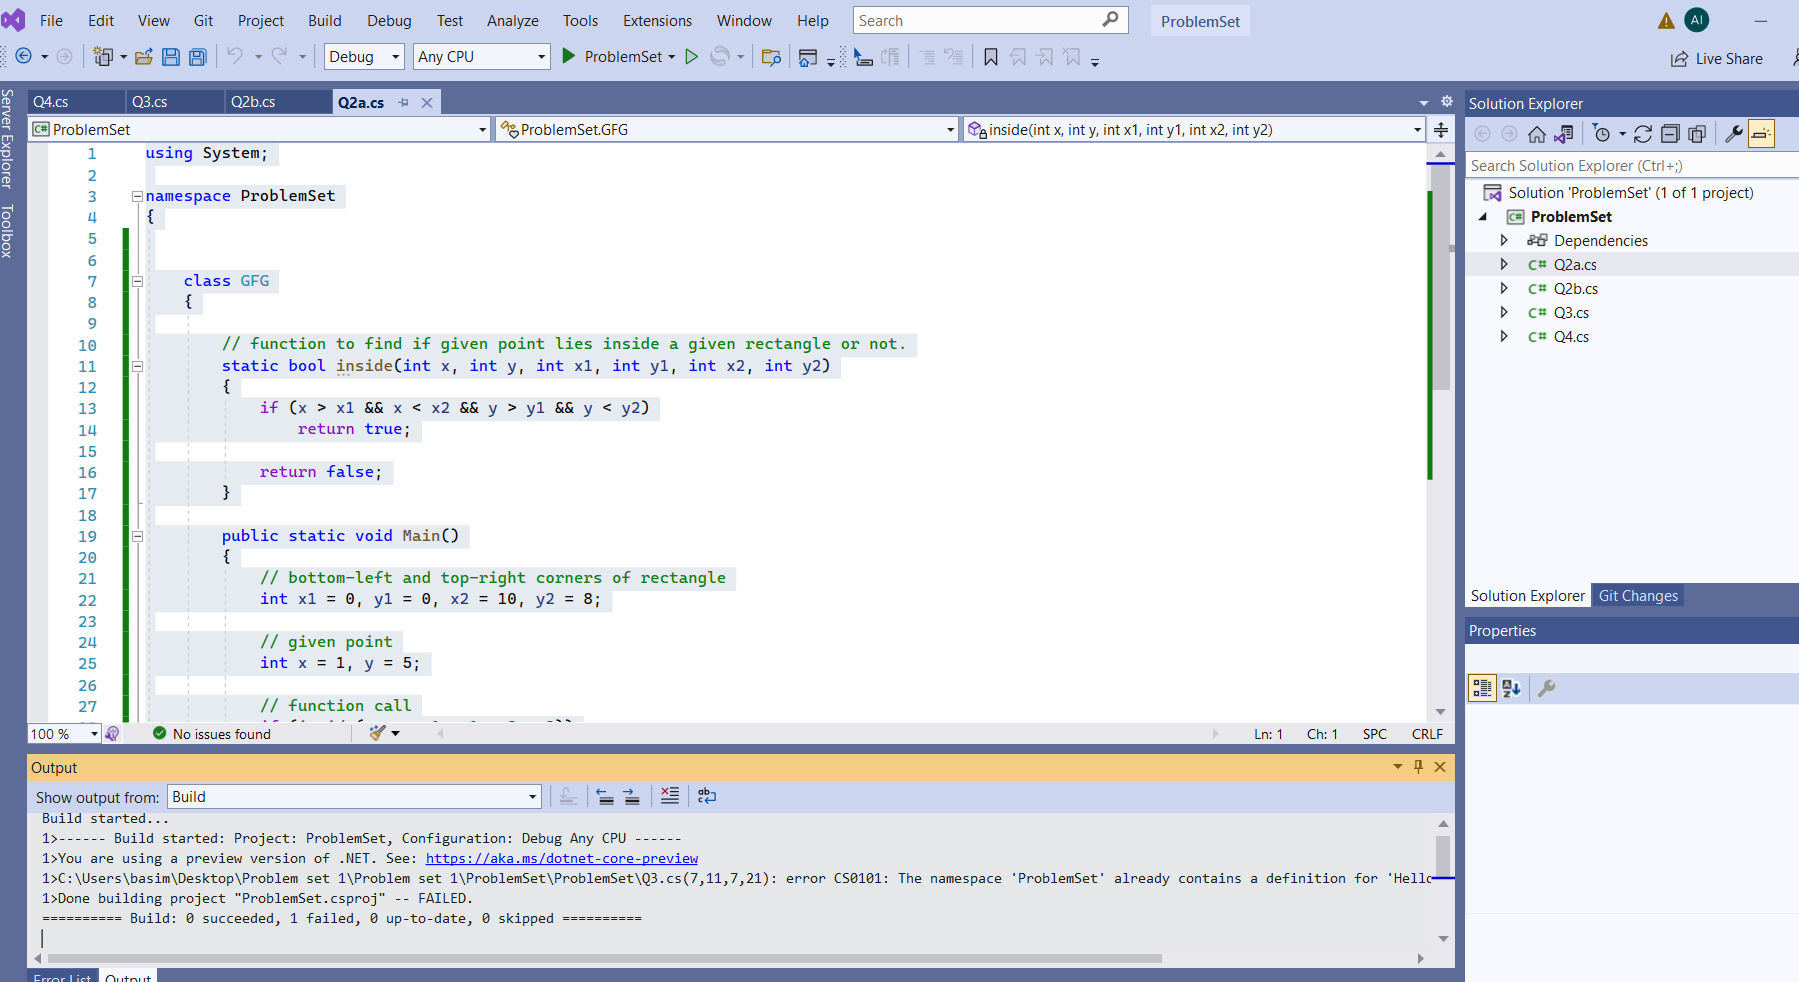 File Edit View Git Project Build Debug Test Analyze Tools Extensions Window Help Search ProblemSet AI
Debug Any CPU ProblemSet Live Share
Server Explorer
Toolbox
Q4.cs Q3.cs Q2b.cs Q2a.cs
ProblemSet ProblemSet.GFG inside(int x, int y, int x1, int y1, int x2, int y2)
1 using System;
2
3 namespace ProblemSet
4 {
5
6
7 class GFG
8 {
9
10 // function to find if given point lies inside a given rectangle or not.
11 static bool inside(int x, int y, int x1, int y1, int x2, int y2)
12 {
13 if (x > x1 && x < x2 && y > y1 && y < y2)
14 return true;
15
16 return false;
17 }
18
19 public static void Main()
20 {
21 // bottom-left and top-right corners of rectangle
22 int x1 = 0, y1 = 0, x2 = 10, y2 = 8;
23
24 // given point
25 int x = 1, y = 5;
26
27 // function call
100 % No issues found Ln: 1 Ch: 1 SPC CRLF
Output
Show output from: Build
Build started...
1>------ Build started: Project: ProblemSet, Configuration: Debug Any CPU ------
1>You are using a preview version of .NET. See: https://aka.ms/dotnet-core-preview
1>C:\Users\basim\Desktop\Problem set 1\Problem set 1\ProblemSet\ProblemSet\Q3.cs(7,11,7,21): error CS0101: The namespace 'ProblemSet' already contains a definition for 'Hello
1>Done building project "ProblemSet.csproj" -- FAILED.
========== Build: 0 succeeded, 1 failed, 0 up-to-date, 0 skipped ==========
Error List Output
Solution Explorer
Search Solution Explorer (Ctrl+;)
Solution 'ProblemSet' (1 of 1 project)
C# ProblemSet
Dependencies
C# Q2a.cs
C# Q2b.cs
C# Q3.cs
C# Q4.cs
Solution Explorer Git Changes
Properties